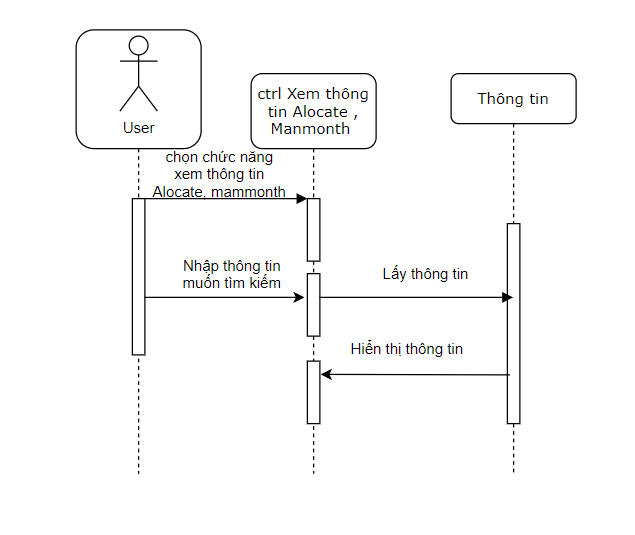 User
ctrl Xem thông
tin Alocate ,
Manmonth
Thông tin
chọn chức năng
xem thông tin
Alocate, mammonth
Nhập thông tin
muốn tìm kiếm
Lấy thông tin
Hiển thị thông tin